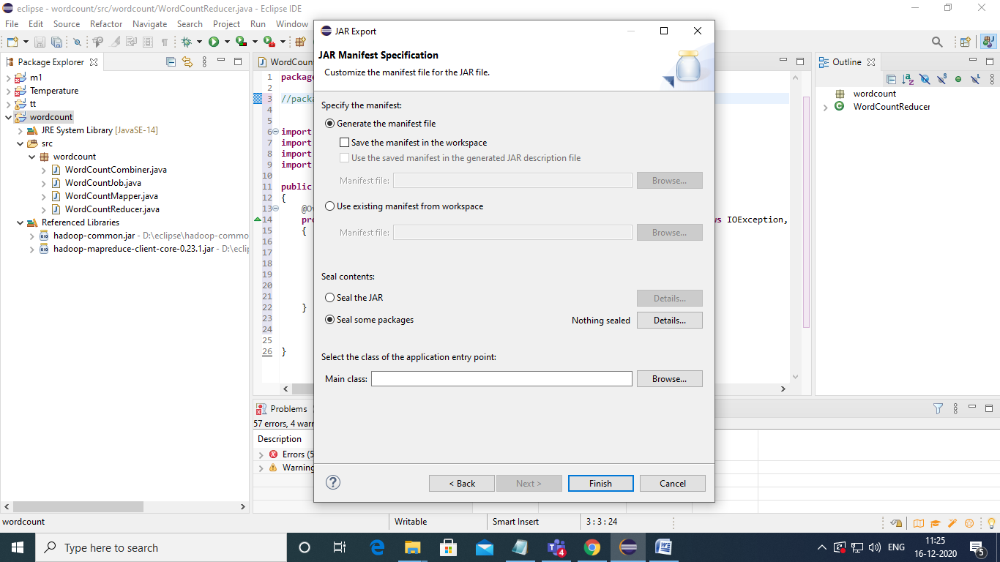 eclipse - wordcount/src/wordcount/WordCountReducer.java - Eclipse IDE
File Edit Source Refactor Navigate Search Project Run Window
Package Explorer
m1
Temperature
tt
wordcount
JRE System Library [JavaSE-14]
src
wordcount
WordCountCombiner.java
WordCountJob.java
WordCountMapper.java
WordCountReducer.java
Referenced Libraries
hadoop-common.jar - D:\eclipse\hadoop-commo
hadoop-mapreduce-client-core-0.23.1.jar - D:\eclip
WordCoun
1 package
2
3 //packa
4
5
6 import
7 import
8 import
9 import
10
11 public
12 {
13 @Ov
14 pro s IOException,
15 {
16
17
18
19
20
21
22 }
23
24
25
26 }
JAR Export
JAR Manifest Specification
Customize the manifest file for the JAR file.
Specify the manifest:
Generate the manifest file
Save the manifest in the workspace
Use the saved manifest in the generated JAR description file
Manifest file: Browse...
Use existing manifest from workspace
Manifest file: Browse...
Seal contents:
Seal the JAR Details...
Seal some packages Nothing sealed Details...
Select the class of the application entry point:
Main class: Browse...
? < Back Next > Finish Cancel
Outline
wordcount
WordCountReducer
Problems
57 errors, 4 warn
Description
Errors (5
Warning
wordcount Writable Smart Insert 3 : 3 : 24
Type here to search
4
ENG
11:25
16-12-2020
5